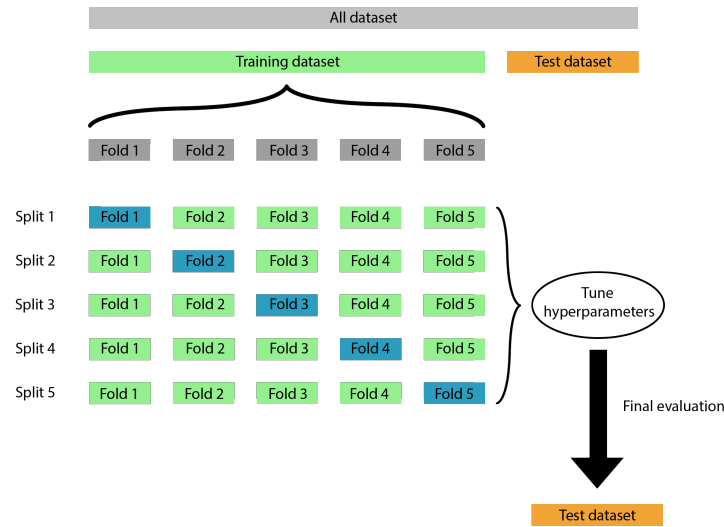 All dataset
Training dataset Test dataset
Fold 1 Fold 2 Fold 3 Fold 4 Fold 5
Split 1 Fold 1 Fold 2 Fold 3 Fold 4 Fold 5
Split 2 Fold 1 Fold 2 Fold 3 Fold 4 Fold 5
Split 3 Fold 1 Fold 2 Fold 3 Fold 4 Fold 5
Split 4 Fold 1 Fold 2 Fold 3 Fold 4 Fold 5
Split 5 Fold 1 Fold 2 Fold 3 Fold 4 Fold 5
Tune
hyperparameters
Final evaluation
Test dataset